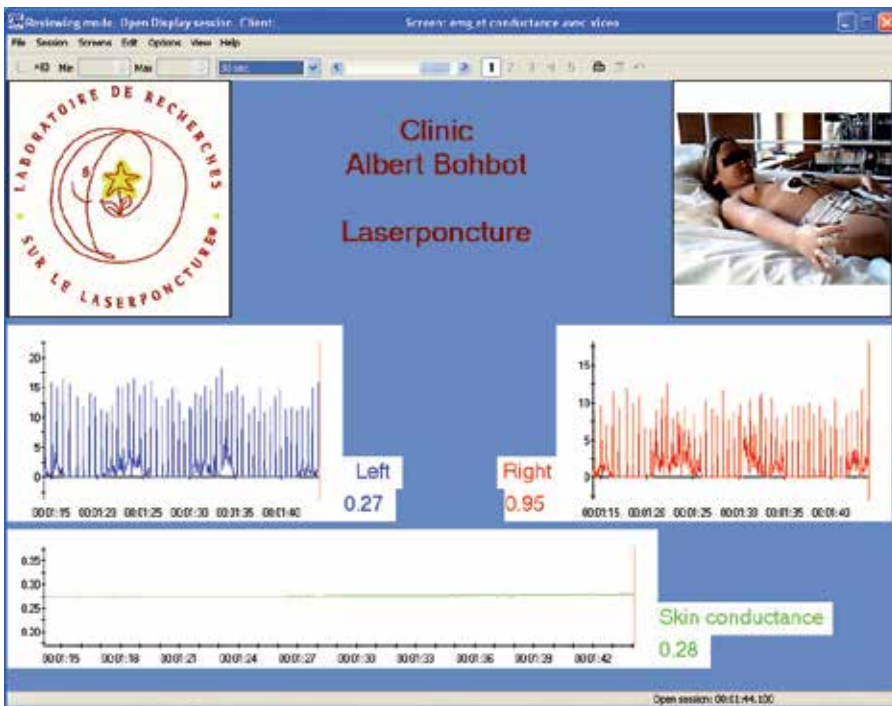 Reviewing mode: Open Display session Client: Screen: emg et conductance avec video
File Session Screens Edit Options View Help
Min Max 30 sec 1 2 3 4 5
LABORATOIRE DE RECHERCHES
SUR LE LASERPONCTURE
Clinic
Albert Bohbot
Laserponcture
20
15
10
5
0
00:01:15 00:01:20 00:01:25 00:01:30 00:01:35 00:01:40
Left
0.27
15
10
5
0
00:01:15 00:01:20 00:01:25 00:01:30 00:01:35 00:01:40
Right
0.95
0.35
0.30
0.25
0.20
00:01:15 00:01:18 00:01:21 00:01:24 00:01:27 00:01:30 00:01:33 00:01:36 00:01:39 00:01:42
Skin conductance
0.28
Open session: 00:01:44.100